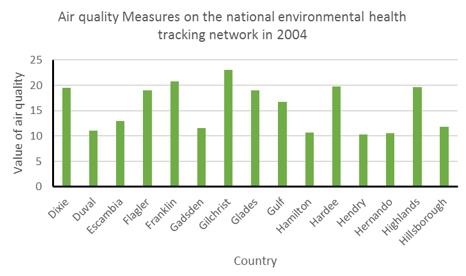 Air quality Measures on the national environmental health
tracking network in 2004
Value of air quality
25
20
15
10
5
0
Dixie
Duval
Escambia
Flagler
Franklin
Gadsden
Gilchrist
Glades
Gulf
Hamilton
Hardee
Hendry
Hernando
Highlands
Hillsborough
Country